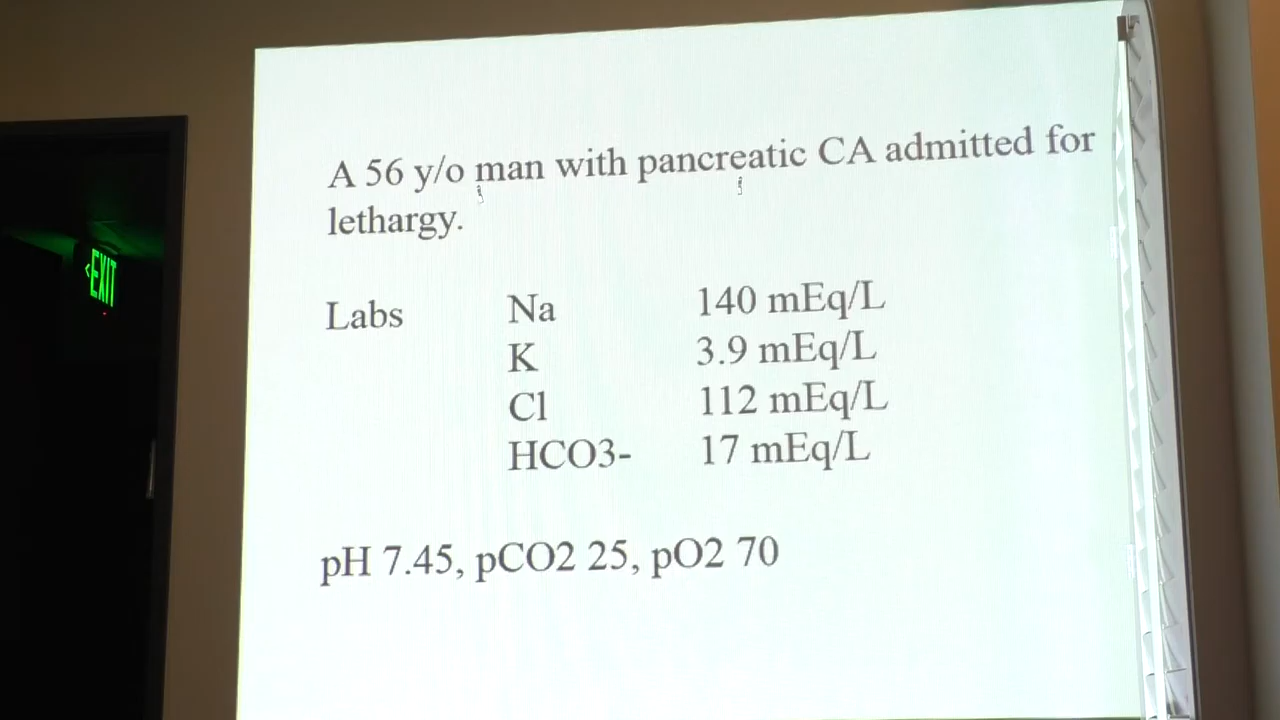 A 56 y/o man with pancreatic CA admitted for
lethargy.
Labs Na 140 mEq/L
K 3.9 mEq/L
Cl 112 mEq/L
HCO3- 17 mEq/L
pH 7.45, pCO2 25, pO2 70
<EXIT